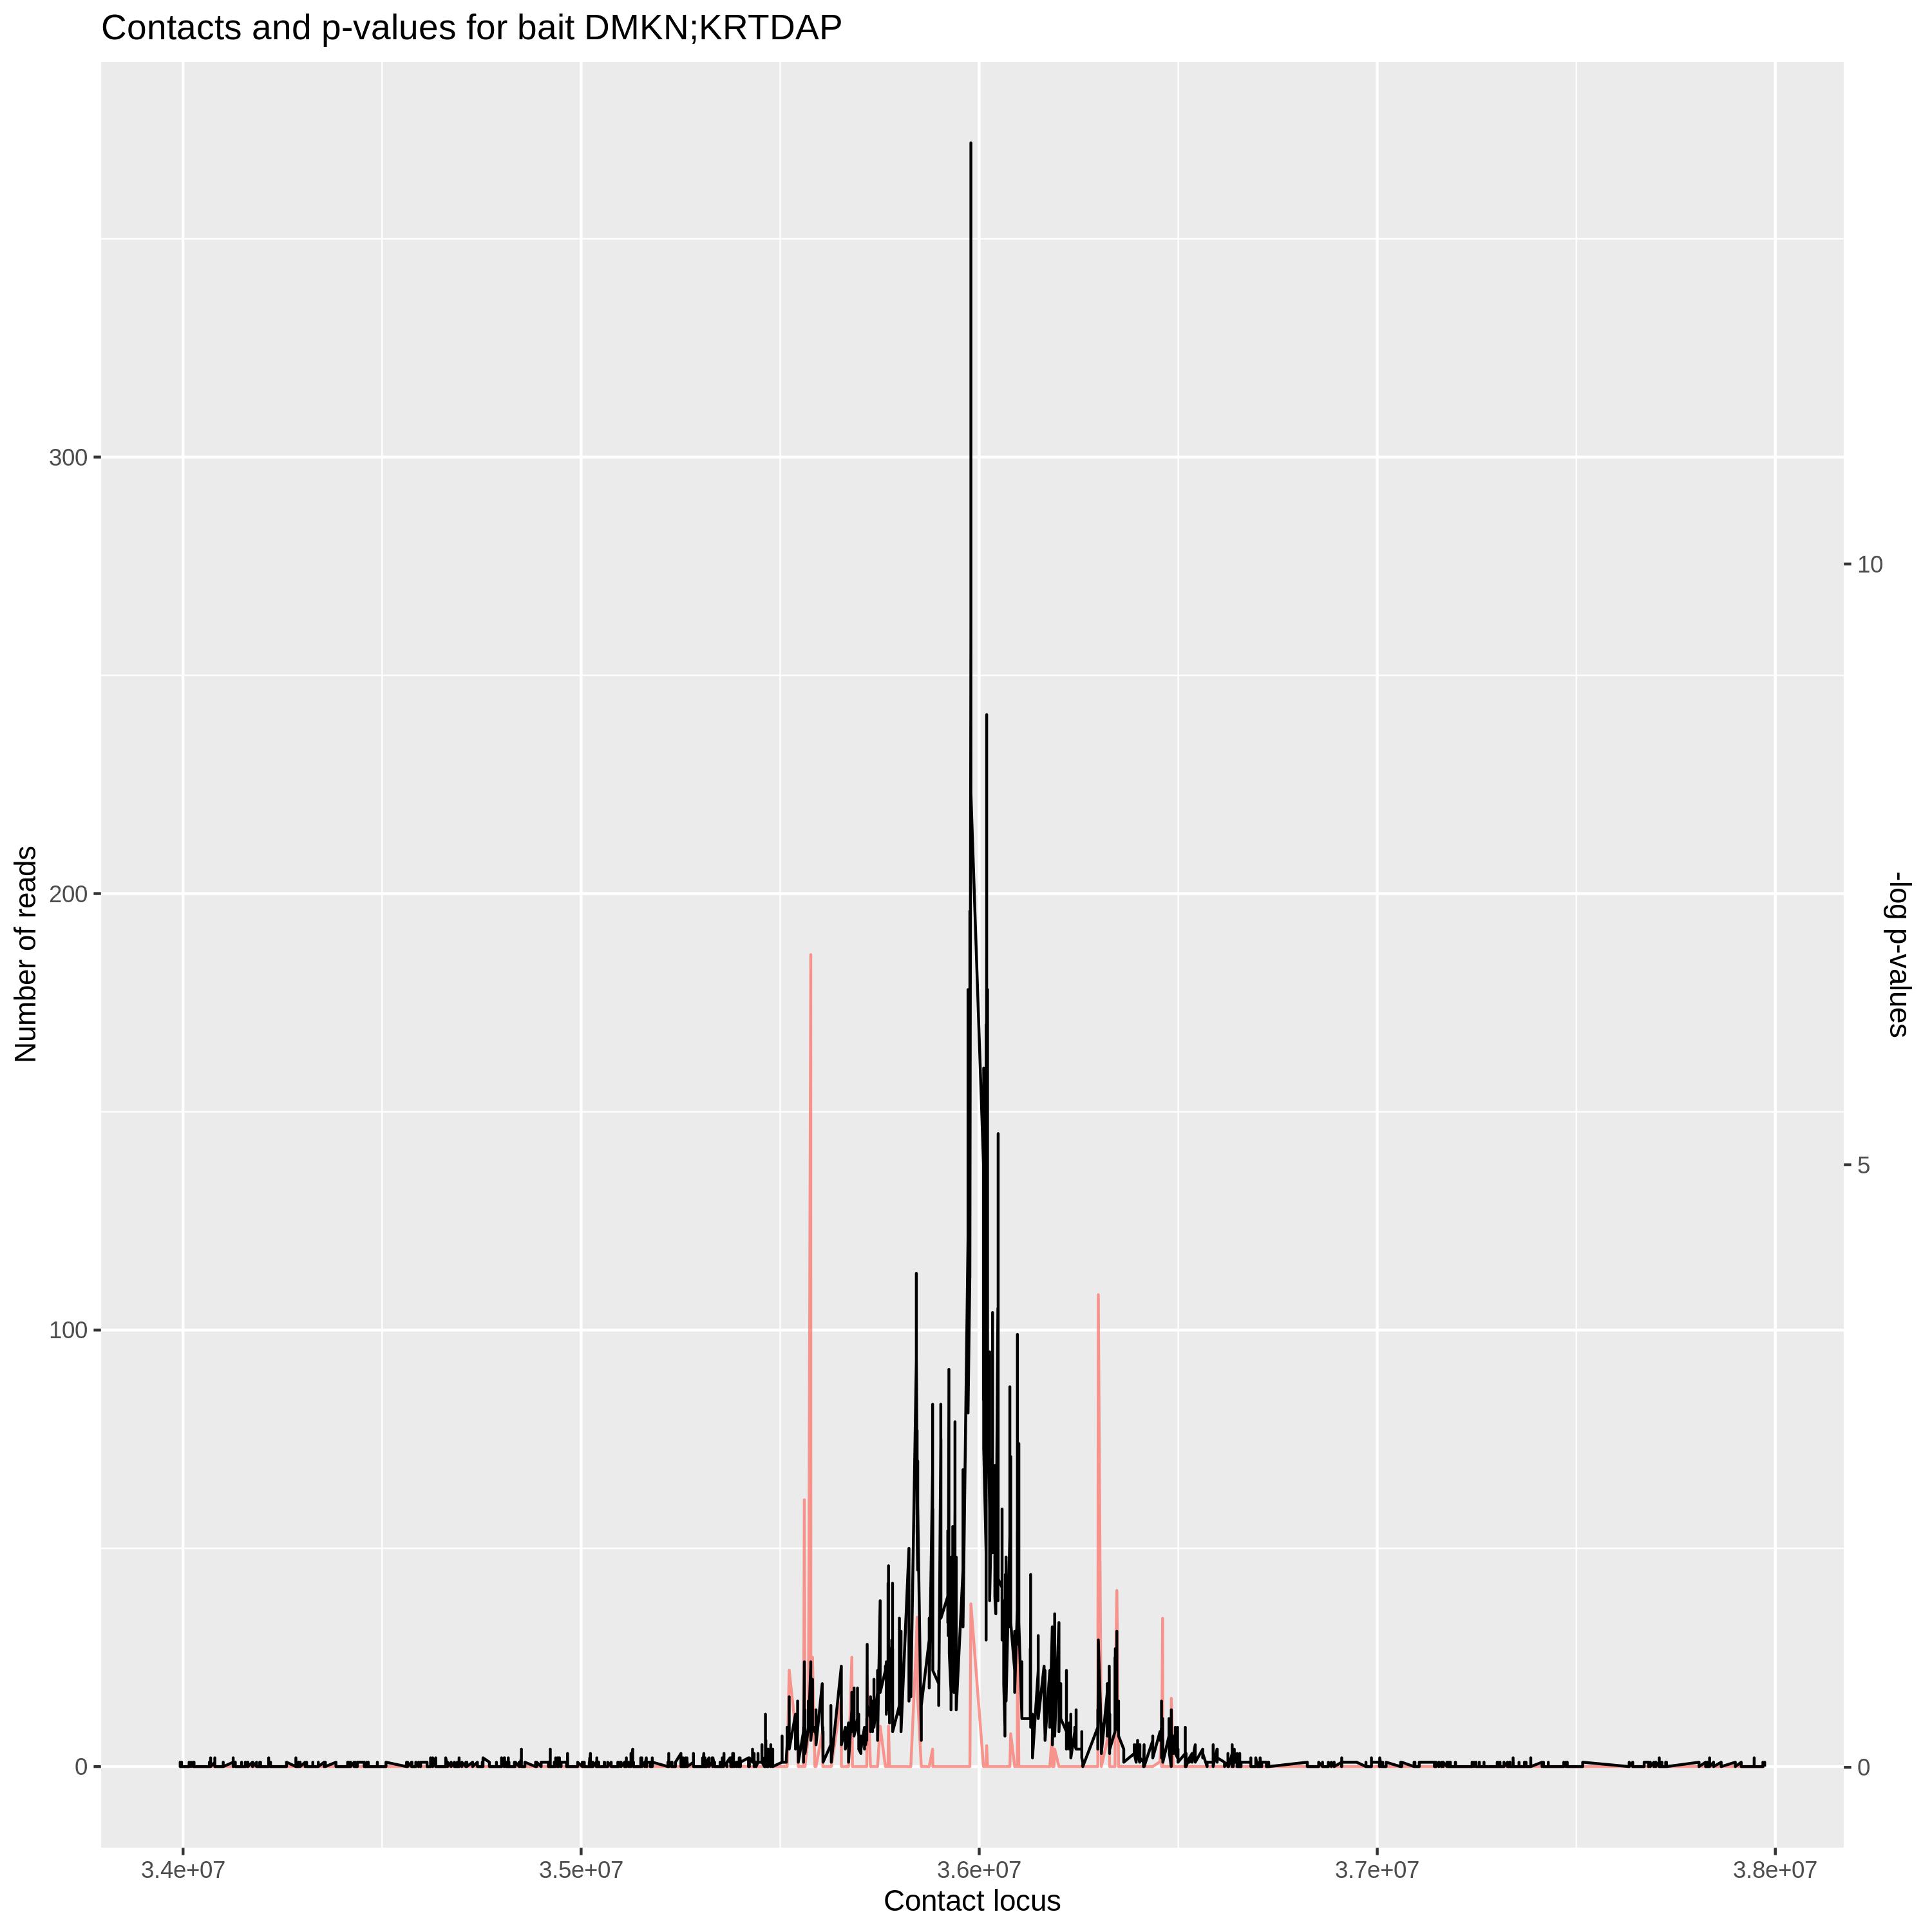 Contacts and p-values for bait DMKN;KRTDAP
Number of reads
300
200
100
0
10
5
0
-log p-values
3.4e+07 3.5e+07 3.6e+07 3.7e+07 3.8e+07
Contact locus